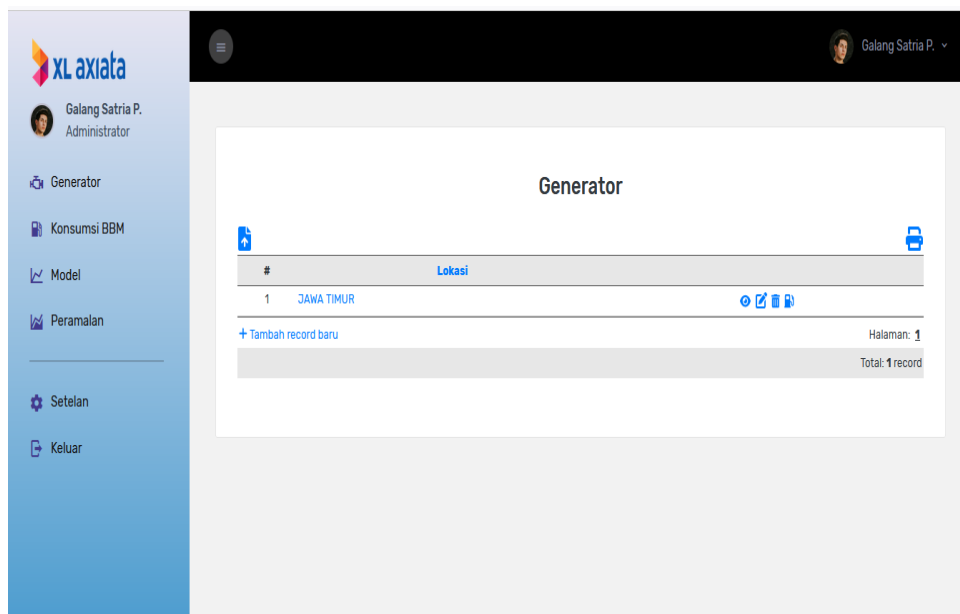 XL axiata
Galang Satria P.
Administrator
Generator
Konsumsi BBM
Model
Peramalan
Setelan
Keluar
Galang Satria P.
Generator
# Lokasi
1 JAWA TIMUR
+ Tambah record baru Halaman: 1
Total: 1 record